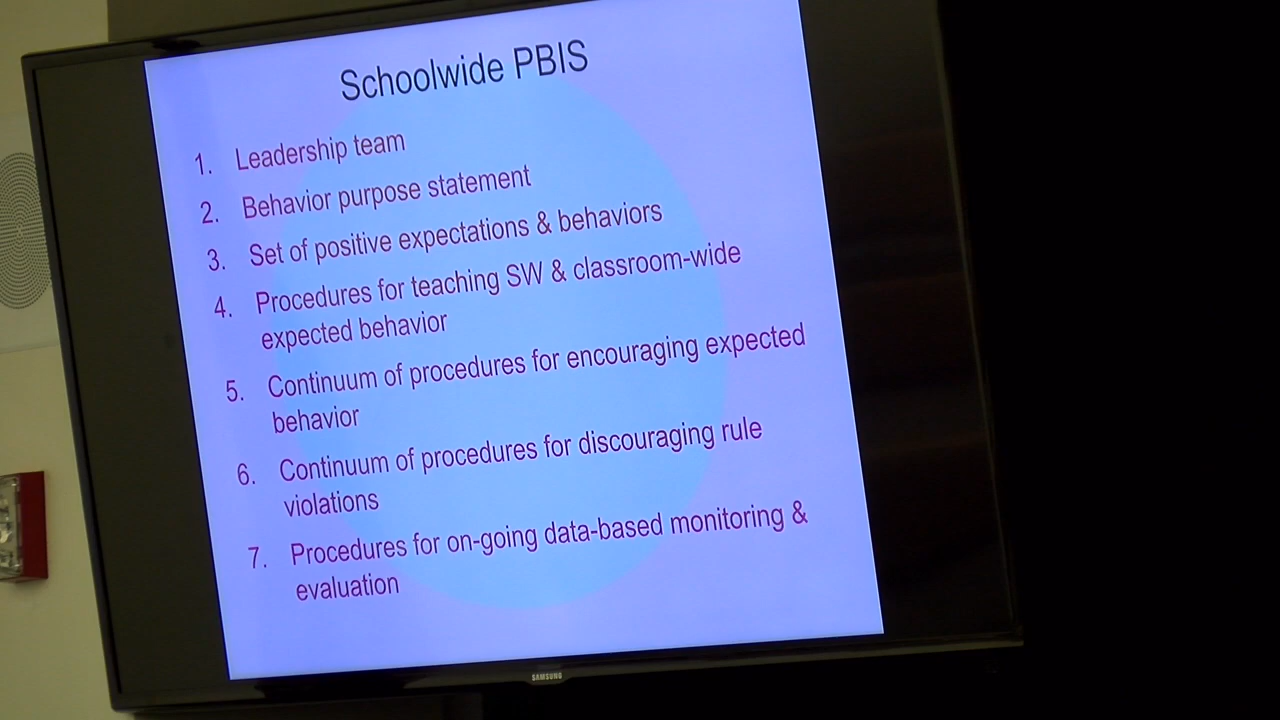 Schoolwide PBIS
1. Leadership team
2. Behavior purpose statement
3. Set of positive expectations & behaviors
4. Procedures for teaching SW & classroom-wide
expected behavior
5. Continuum of procedures for encouraging expected
behavior
6. Continuum of procedures for discouraging rule
violations
7. Procedures for on-going data-based monitoring &
evaluation
SAMSUNG